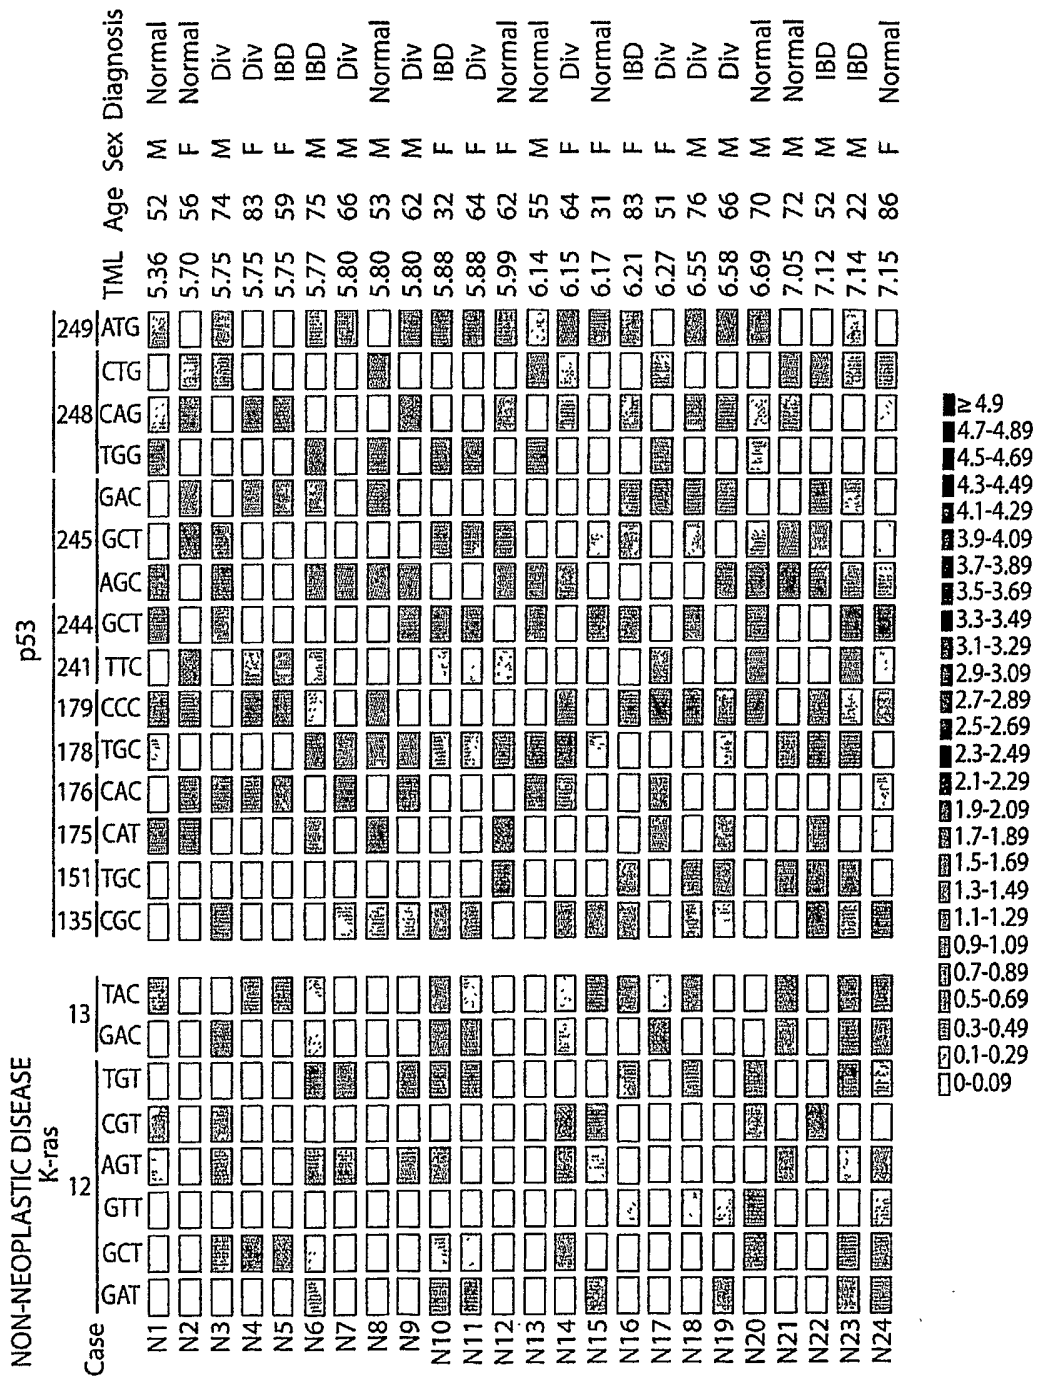 NON-NEOPLASTIC DISEASE
K-ras p53
12 13 135 151 175 176 178 179 241 244 245 248 249
Case GAT GCT GTT AGT CGT TGT GAC TAC CGC TGC CAT CAC TGC CCC TTC GCT AGC GCT GAC TGG CAG CTG ATG TML Age Sex Diagnosis
N1 5.36 52 M Normal
N2 5.70 56 F Normal
N3 5.75 74 M Div
N4 5.75 83 F Div
N5 5.75 59 F IBD
N6 5.77 75 M IBD
N7 5.80 66 M Div
N8 5.80 53 M Normal
N9 5.80 62 M Div
N10 5.88 32 F IBD
N11 5.88 64 F Div
N12 5.99 62 F Normal
N13 6.14 55 M Normal
N14 6.15 64 F Div
N15 6.17 31 F Normal
N16 6.21 83 F IBD
N17 6.27 51 F Div
N18 6.55 76 M Div
N19 6.58 66 M Div
N20 6.69 70 M Normal
N21 7.05 72 M Normal
N22 7.12 52 M IBD
N23 7.14 22 M IBD
N24 7.15 86 F Normal
≥ 4.9
4.7-4.89
4.5-4.69
4.3-4.49
4.1-4.29
3.9-4.09
3.7-3.89
3.5-3.69
3.3-3.49
3.1-3.29
2.9-3.09
2.7-2.89
2.5-2.69
2.3-2.49
2.1-2.29
1.9-2.09
1.7-1.89
1.5-1.69
1.3-1.49
1.1-1.29
0.9-1.09
0.7-0.89
0.5-0.69
0.3-0.49
0.1-0.29
0-0.09